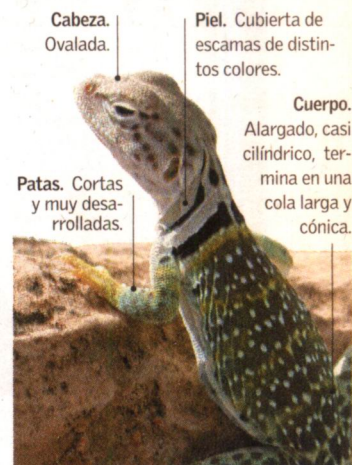 Cabeza.
Ovalada.
Piel. Cubierta de
escamas de distin-
tos colores.
Cuerpo.
Alargado, casi
cilíndrico, ter-
mina en una
cola larga y
cónica.
Patas. Cortas
y muy desa-
rrolladas.